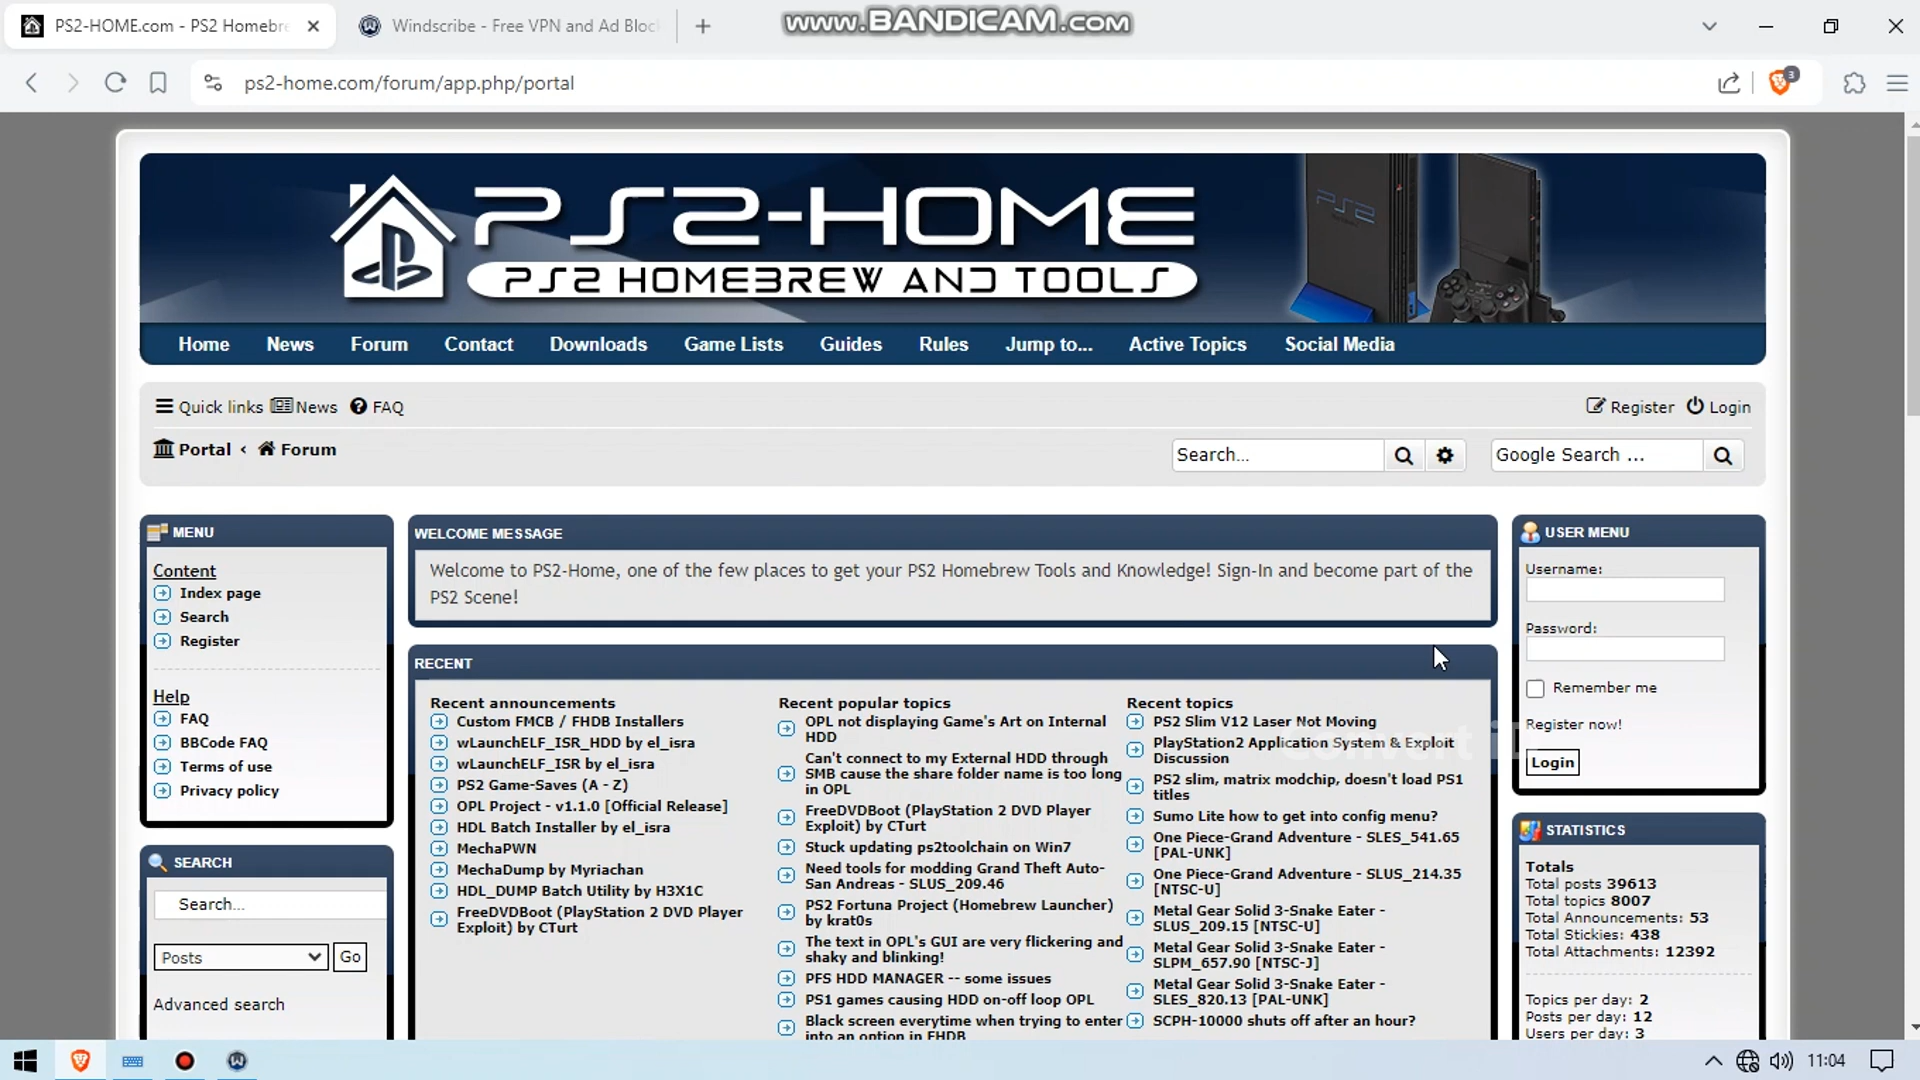 PS2-HOME.com - PS2 Homebre
Windscribe - Free VPN and Ad Bloc
www.BANDICAM.com
ps2-home.com/forum/app.php/portal
3
PS2-HOME
PS2 HOMEBREW AND TOOLS
PS2
Home News Forum Contact Downloads Game Lists Guides Rules Jump to... Active Topics Social Media
Quick links News FAQ
Register Login
Portal ‹ Forum
Search...
Google Search ...
MENU
Content
Index page
Search
Register
Help
FAQ
BBCode FAQ
Terms of use
Privacy policy
SEARCH
Search...
Posts Go
Advanced search
WELCOME MESSAGE
Welcome to PS2-Home, one of the few places to get your PS2 Homebrew Tools and Knowledge! Sign-In and become part of the
PS2 Scene!
RECENT
Recent announcements
Custom FMCB / FHDB Installers
wLaunchELF_ISR_HDD by el_isra
wLaunchELF_ISR by el_isra
PS2 Game-Saves (A - Z)
OPL Project - v1.1.0 [Official Release]
HDL Batch Installer by el_isra
MechaPWN
MechaDump by Myriachan
HDL_DUMP Batch Utility by H3X1C
FreeDVDBoot (PlayStation 2 DVD Player
Exploit) by CTurt
Recent popular topics
OPL not displaying Game's Art on Internal
HDD
Can't connect to my External HDD through
SMB cause the share folder name is too long
in OPL
FreeDVDBoot (PlayStation 2 DVD Player
Exploit) by CTurt
Stuck updating ps2toolchain on Win7
Need tools for modding Grand Theft Auto-
San Andreas - SLUS_209.46
PS2 Fortuna Project (Homebrew Launcher)
by krat0s
The text in OPL's GUI are very flickering and
shaky and blinking!
PFS HDD MANAGER -- some issues
PS1 games causing HDD on-off loop OPL
Black screen everytime when trying to enter
into an option in FHDB
Recent topics
PS2 Slim V12 Laser Not Moving
PlayStation2 Application System & Exploit
Discussion
PS2 slim, matrix modchip, doesn't load PS1
titles
Sumo Lite how to get into config menu?
One Piece-Grand Adventure - SLES_541.65
[PAL-UNK]
One Piece-Grand Adventure - SLUS_214.35
[NTSC-U]
Metal Gear Solid 3-Snake Eater -
SLUS_209.15 [NTSC-U]
Metal Gear Solid 3-Snake Eater -
SLPM_657.90 [NTSC-J]
Metal Gear Solid 3-Snake Eater -
SLES_820.13 [PAL-UNK]
SCPH-10000 shuts off after an hour?
Convert iD
USER MENU
Username:
Password:
Remember me
Register now!
Login
STATISTICS
Totals
Total posts 39613
Total topics 8007
Total Announcements: 53
Total Stickies: 438
Total Attachments: 12392
Topics per day: 2
Posts per day: 12
Users per day: 3
11:04